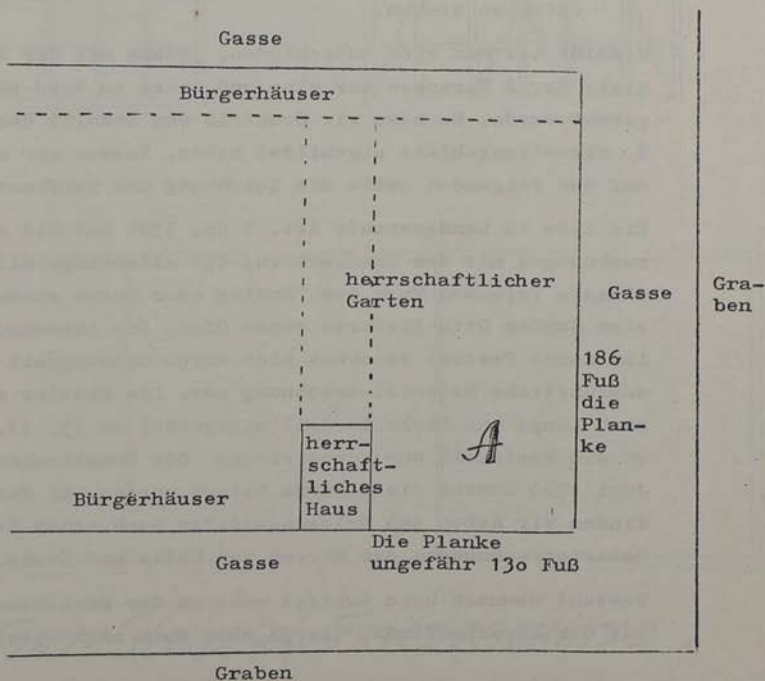 Gasse
Bürgerhäuser
herrschaftlicher
Garten
Gasse
Gra-
ben
186
Fuß
die
Plan-
ke
herr-
schaft-
liches
Haus
A
Bürgerhäuser
Die Planke
ungefähr 13o Fuß
Gasse
Graben